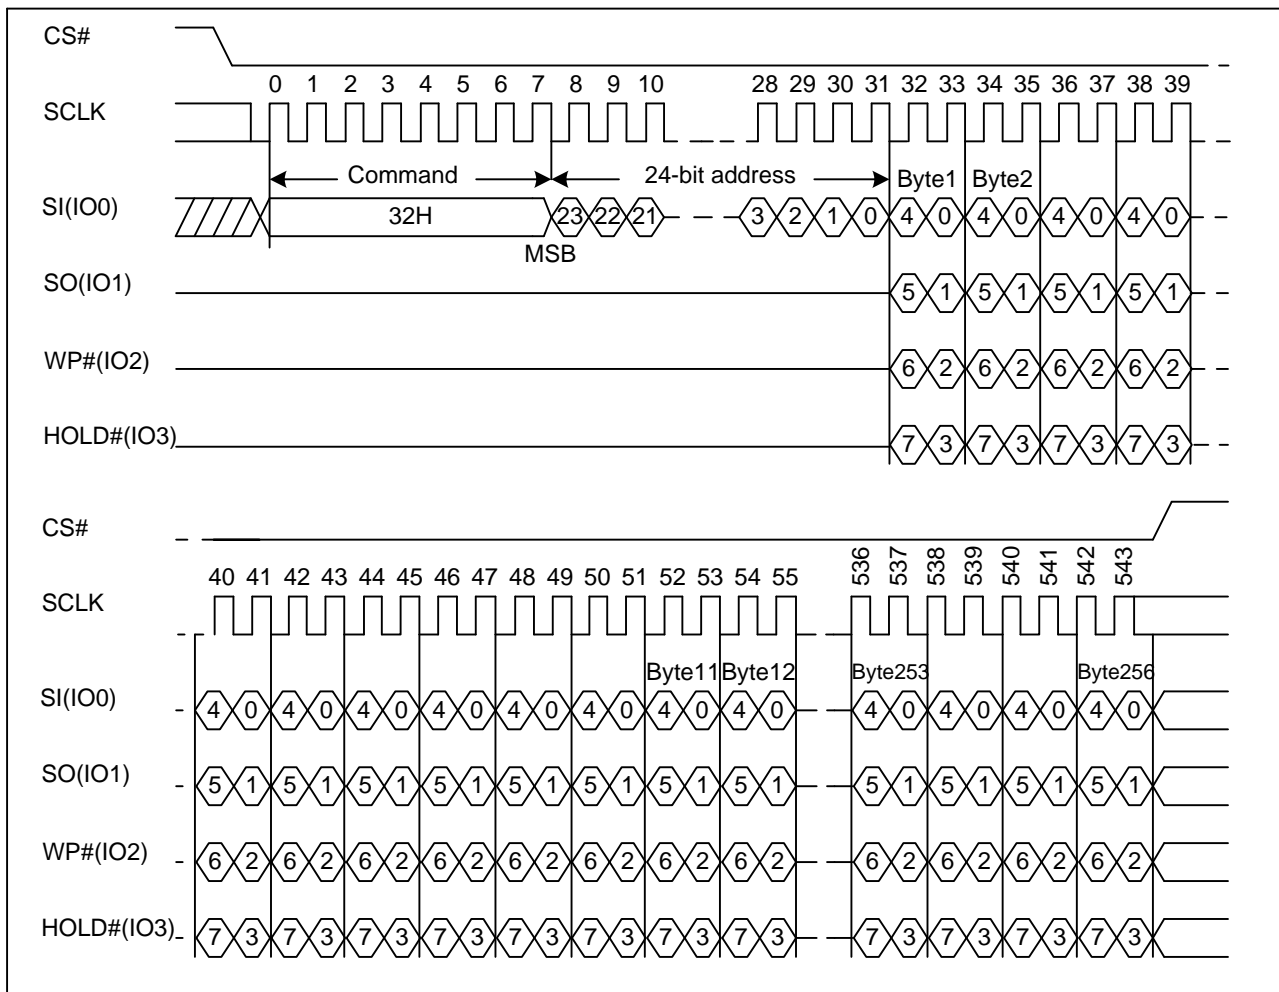 CS#
0 1 2 3 4 5 6 7 8 9 10 28 29 30 31 32 33 34 35 36 37 38 39
SCLK
Command 24-bit address Byte1 Byte2
SI(IO0) 32H 23 22 21 3 2 1 0 4 0 4 0 4 0 4 0
MSB
SO(IO1) 5 1 5 1 5 1 5 1
WP#(IO2) 6 2 6 2 6 2 6 2
HOLD#(IO3) 7 3 7 3 7 3 7 3
CS#
40 41 42 43 44 45 46 47 48 49 50 51 52 53 54 55 536 537 538 539 540 541 542 543
SCLK
Byte11 Byte12 Byte253 Byte256
SI(IO0) 4 0 4 0 4 0 4 0 4 0 4 0 4 0 4 0 4 0 4 0 4 0 4 0
SO(IO1) 5 1 5 1 5 1 5 1 5 1 5 1 5 1 5 1 5 1 5 1 5 1 5 1
WP#(IO2) 6 2 6 2 6 2 6 2 6 2 6 2 6 2 6 2 6 2 6 2 6 2 6 2
HOLD#(IO3) 7 3 7 3 7 3 7 3 7 3 7 3 7 3 7 3 7 3 7 3 7 3 7 3